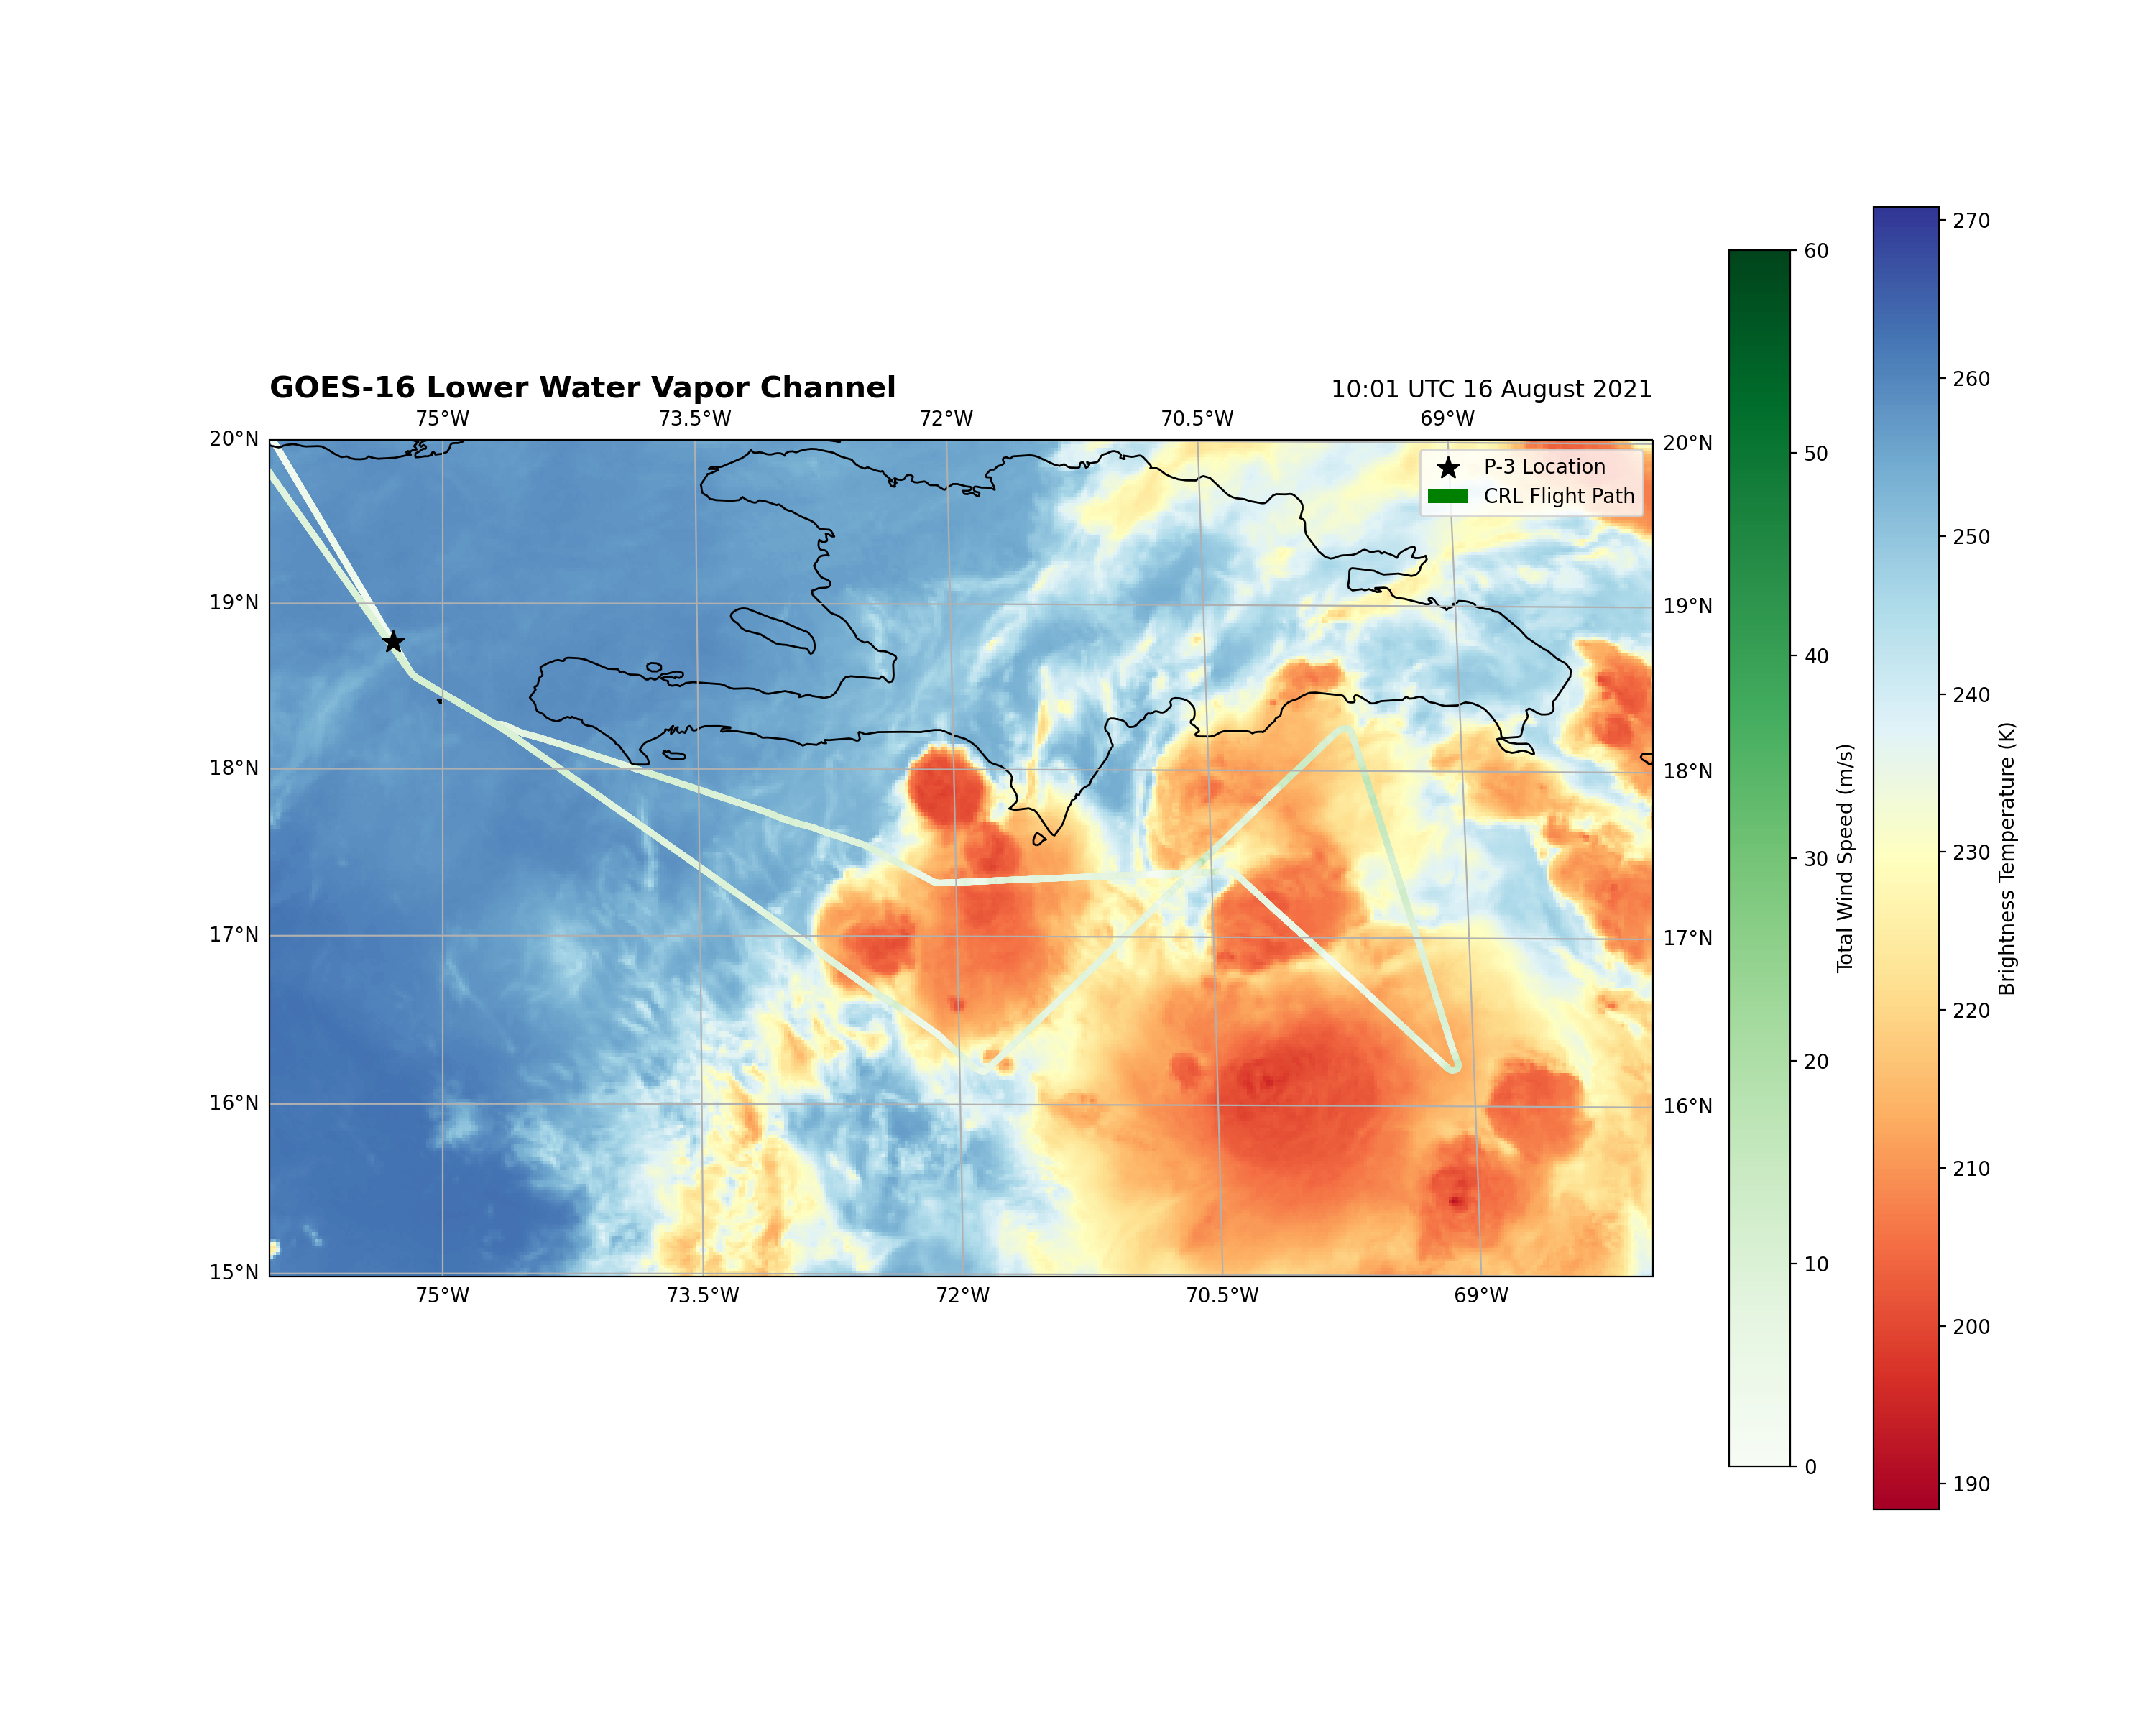 GOES-16 Lower Water Vapor Channel
10:01 UTC 16 August 2021
75°W 73.5°W 72°W 70.5°W 69°W
20°N
19°N
18°N
17°N
16°N
15°N
P-3 Location
CRL Flight Path
20°N
19°N
18°N
17°N
16°N
75°W 73.5°W 72°W 70.5°W 69°W
60
50
40
30
20
10
0
Total Wind Speed (m/s)
270
260
250
240
230
220
210
200
190
Brightness Temperature (K)